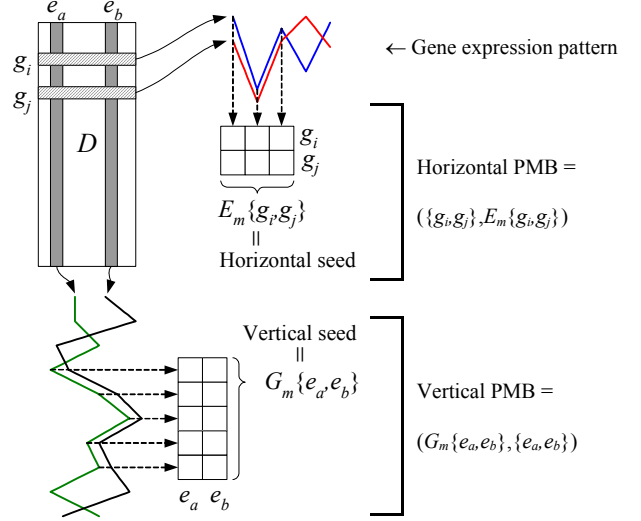 e_a e_b
g_i
g_j
D
← Gene expression pattern
g_i
g_j
E_m{g_i,g_j}
=
Horizontal seed
Horizontal PMB =
({g_i,g_j},E_m{g_i,g_j})
Vertical seed
=
G_m{e_a,e_b}
Vertical PMB =
(G_m{e_a,e_b},{e_a,e_b})
e_a e_b